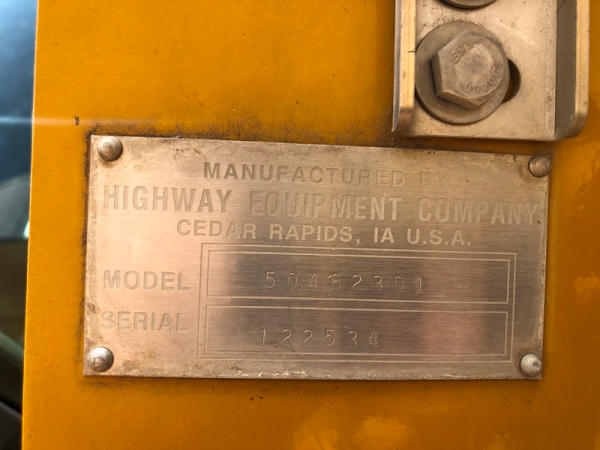 MANUFACTURED BY
HIGHWAY EQUIPMENT COMPANY
CEDAR RAPIDS, IA U.S.A.
MODEL 50462301
SERIAL 122534